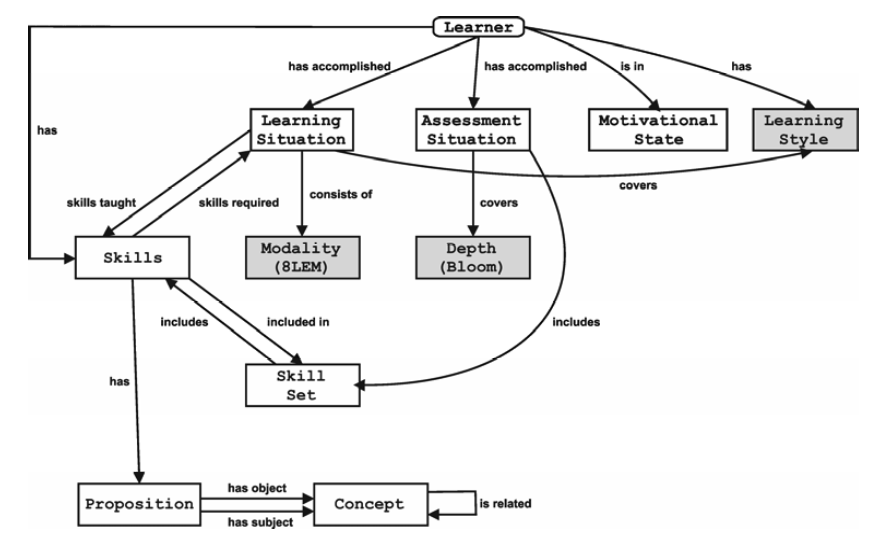 Learner
has accomplished
has accomplished
is in
has
has
Learning
Situation
Assessment
Situation
Motivational
State
Learning
Style
skills taught
skills required
consists of
covers
covers
Skills
Modality
(8LEM)
Depth
(Bloom)
includes
included in
includes
Skill
Set
has
Proposition
has object
has subject
Concept
is related